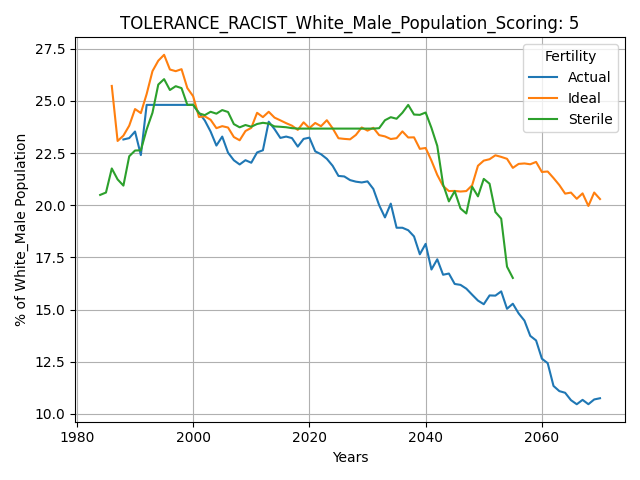 TOLERANCE_RACIST_White_Male_Population_Scoring: 5
27.5
25.0
22.5
20.0
17.5
15.0
12.5
10.0
% of White_Male Population
Fertility
Actual
Ideal
Sterile
1980 2000 2020 2040 2060
Years